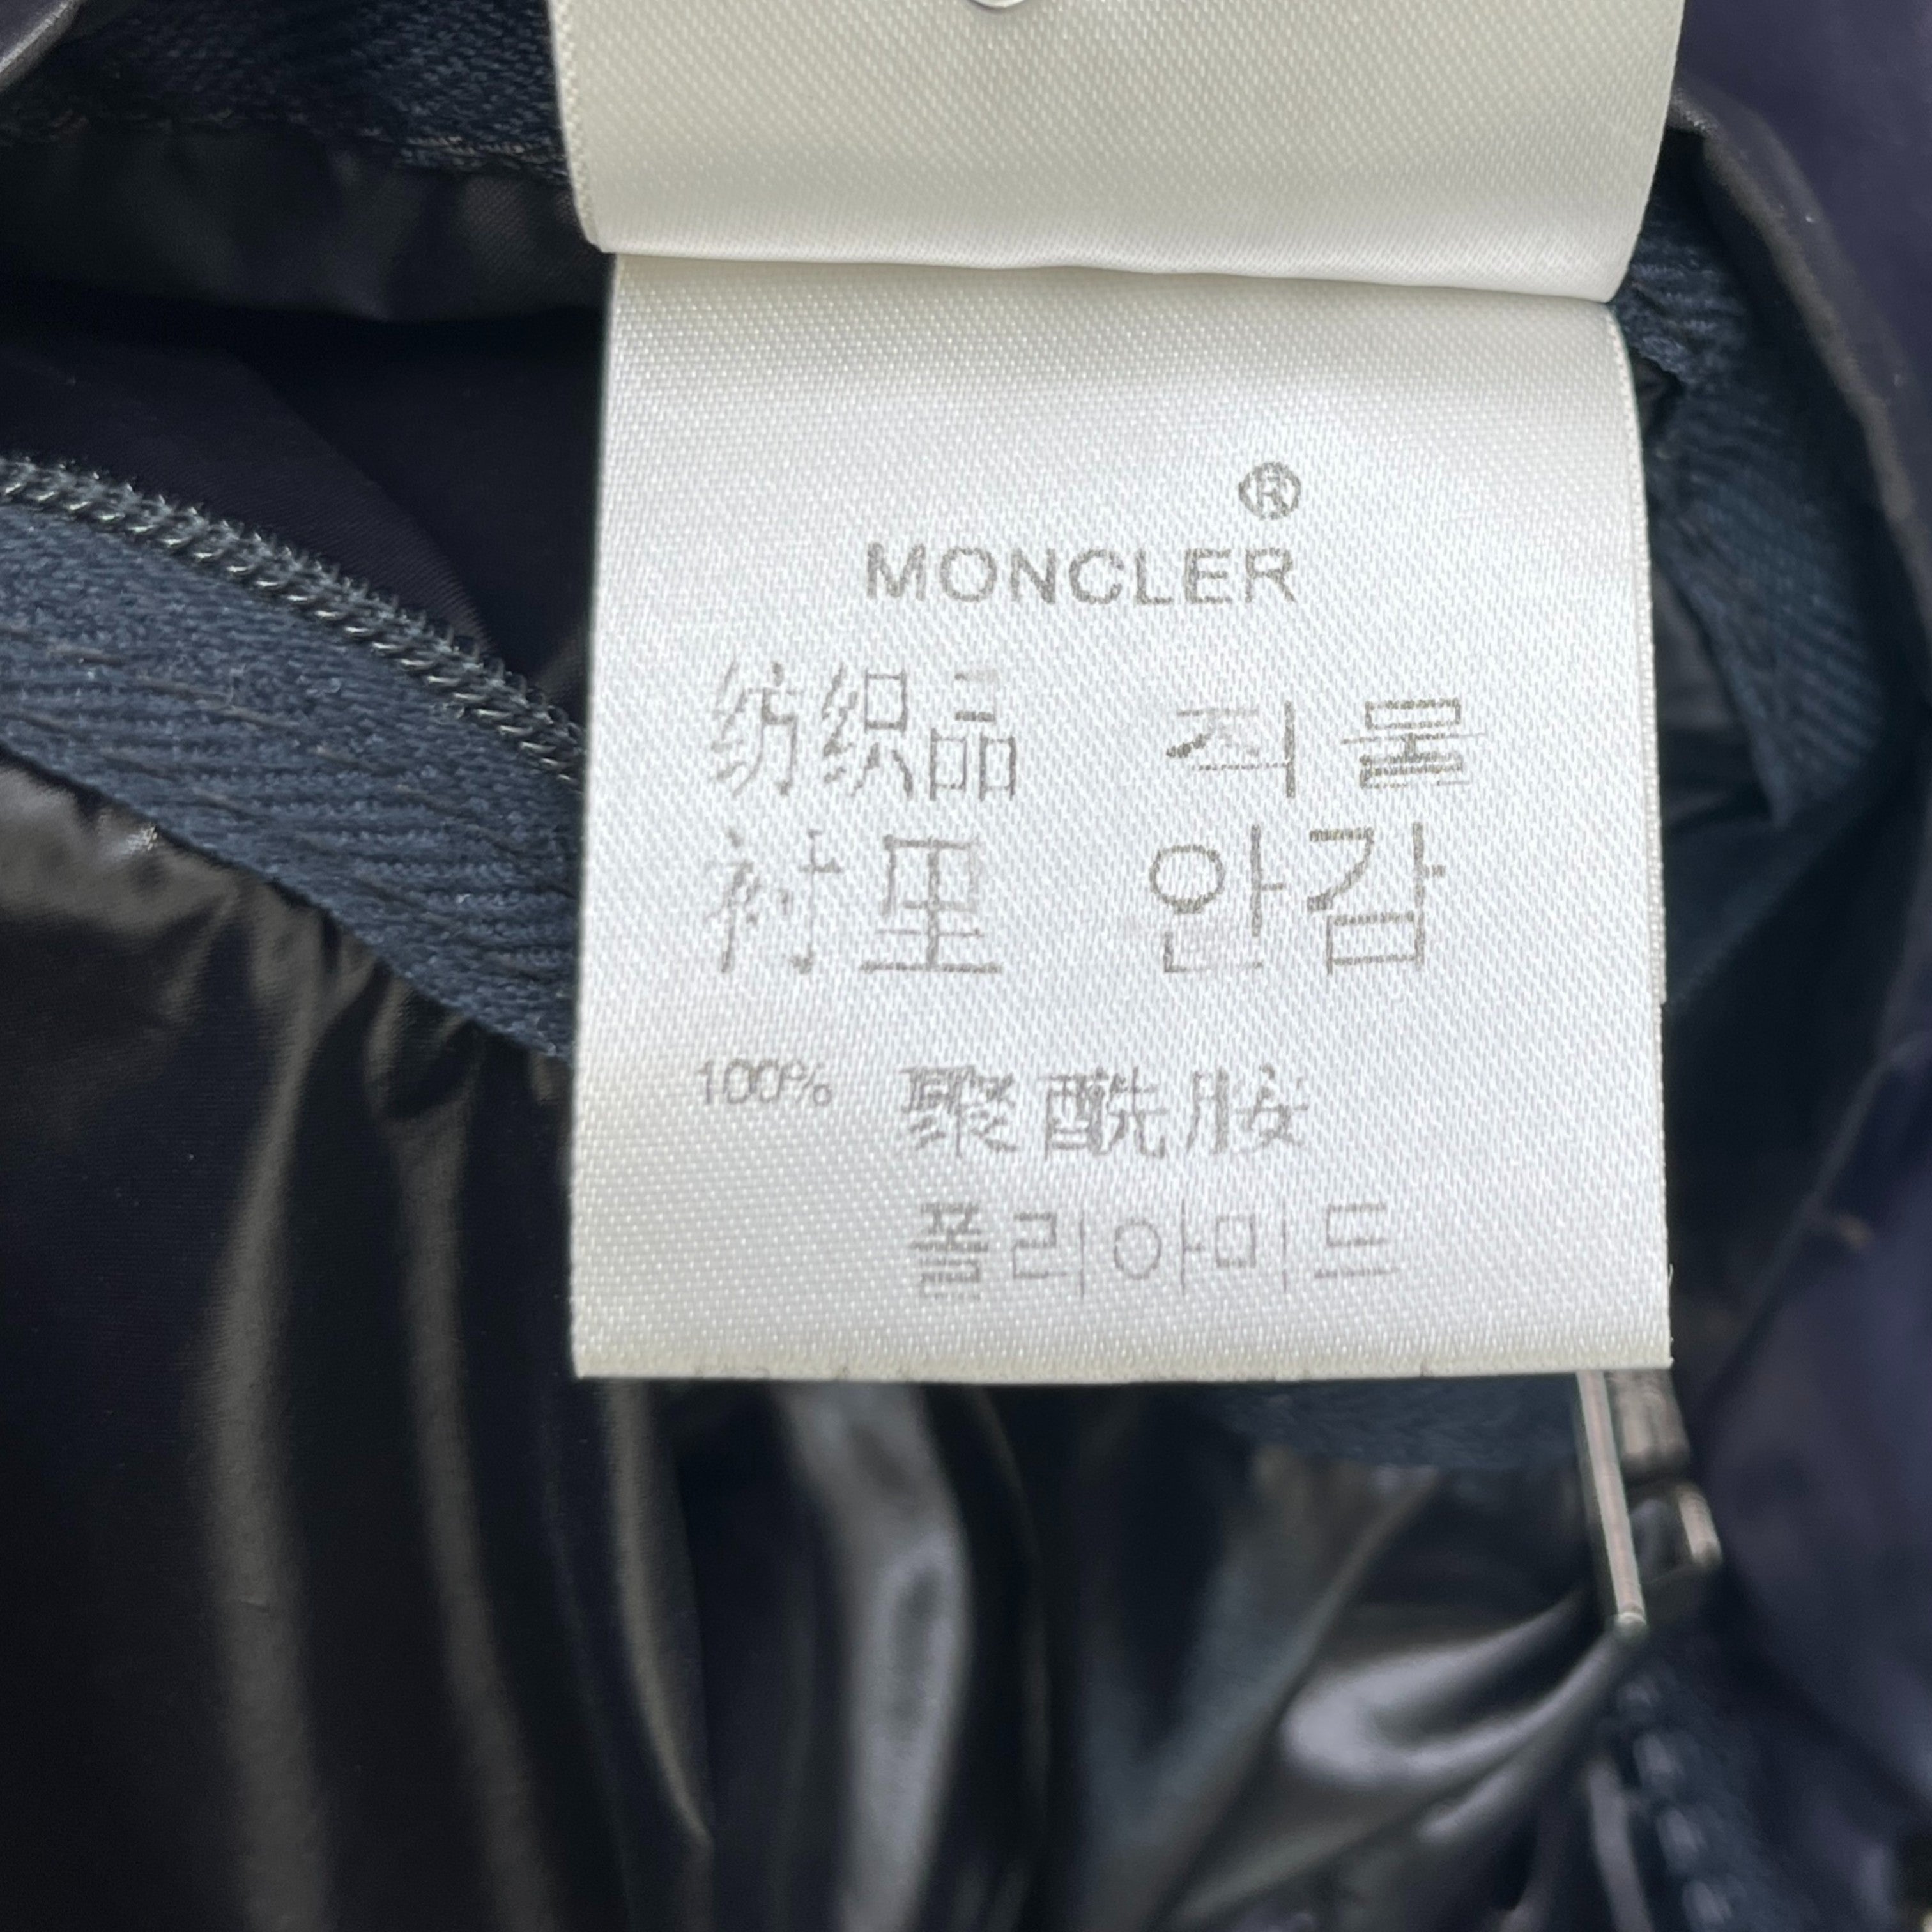 ®
MONCLER
纺织品 직물
衬里 안감
100% 聚酰胺
폴리아미드